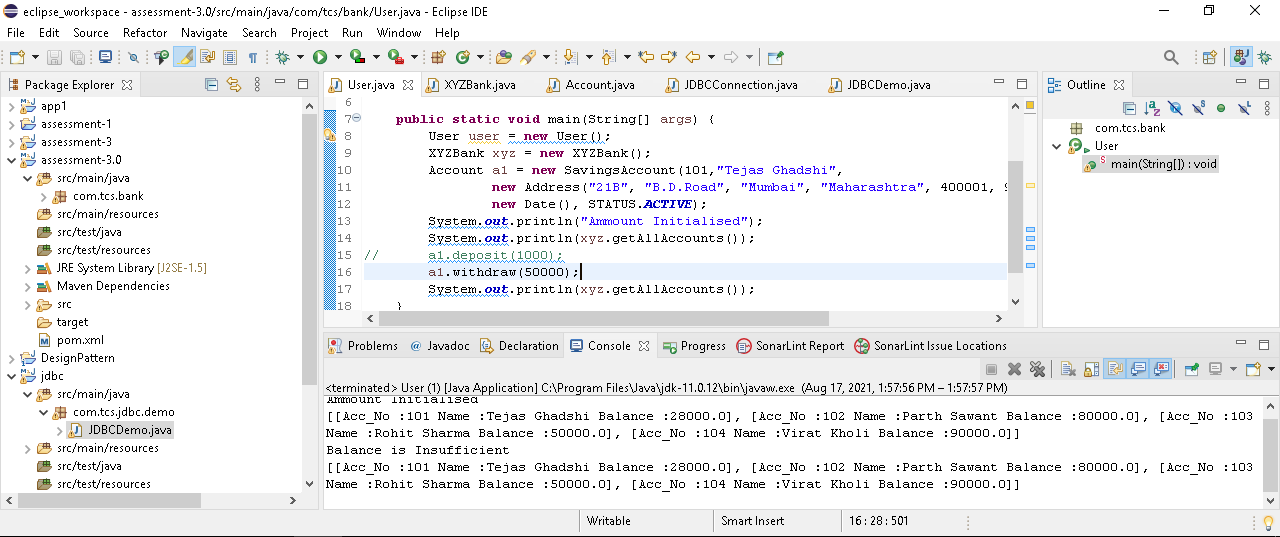 eclipse_workspace - assessment-3.0/src/main/java/com/tcs/bank/User.java - Eclipse IDE
File Edit Source Refactor Navigate Search Project Run Window Help
Package Explorer
app1
assessment-1
assessment-3
assessment-3.0
src/main/java
com.tcs.bank
src/main/resources
src/test/java
src/test/resources
JRE System Library [J2SE-1.5]
Maven Dependencies
src
target
pom.xml
DesignPattern
jdbc
src/main/java
com.tcs.jdbc.demo
JDBCDemo.java
src/main/resources
src/test/java
src/test/resources
User.java XYZBank.java Account.java JDBCConnection.java JDBCDemo.java
6
7 public static void main(String[] args) {
8 User user = new User();
9 XYZBank xyz = new XYZBank();
10 Account a1 = new SavingsAccount(101,"Tejas Ghadshi",
11 new Address("21B", "B.D.Road", "Mumbai", "Maharashtra", 400001, 9
12 new Date(), STATUS.ACTIVE);
13 System.out.println("Ammount Initialised");
14 System.out.println(xyz.getAllAccounts());
15 // a1.deposit(1000);
16 a1.withdraw(50000);
17 System.out.println(xyz.getAllAccounts());
18 }
Outline
com.tcs.bank
User
main(String[]) : void
Problems Javadoc Declaration Console Progress SonarLint Report SonarLint Issue Locations
<terminated> User (1) [Java Application] C:\Program Files\Java\jdk-11.0.12\bin\javaw.exe (Aug 17, 2021, 1:57:56 PM – 1:57:57 PM)
Ammount Initialised
[[Acc_No :101 Name :Tejas Ghadshi Balance :28000.0], [Acc_No :102 Name :Parth Sawant Balance :80000.0], [Acc_No :103
Name :Rohit Sharma Balance :50000.0], [Acc_No :104 Name :Virat Kholi Balance :90000.0]]
Balance is Insufficient
[[Acc_No :101 Name :Tejas Ghadshi Balance :28000.0], [Acc_No :102 Name :Parth Sawant Balance :80000.0], [Acc_No :103
Name :Rohit Sharma Balance :50000.0], [Acc_No :104 Name :Virat Kholi Balance :90000.0]]
Writable Smart Insert 16 : 28 : 501